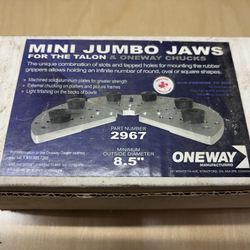 MINI JUMBO JAWS
FOR THE TALON & ONEWAY CHUCKS
The unique combination of slots and tapped holes for mounting the rubber
grippers allows holding an infinite number of round, oval or square shapes.
• Machined solid aluminum plates for greater strength
• External chucking on platters and picture frames
• Light finishing on the backs of bowls
PART NUMBER
2967
MINIMUM
OUTSIDE DIAMETER
8.5"
ONEWAY
MANUFACTURING